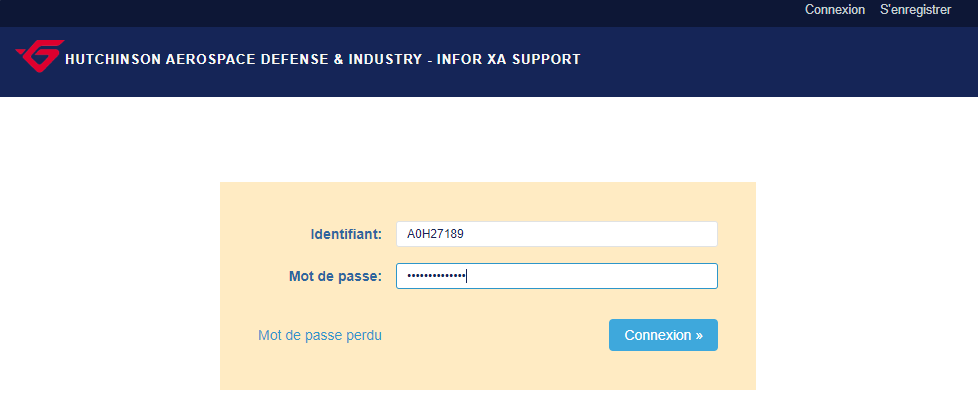 Connexion S'enregistrer
HUTCHINSON AEROSPACE DEFENSE & INDUSTRY - INFOR XA SUPPORT
Identifiant: A0H27189
Mot de passe: ••••••••••••••
Mot de passe perdu Connexion »